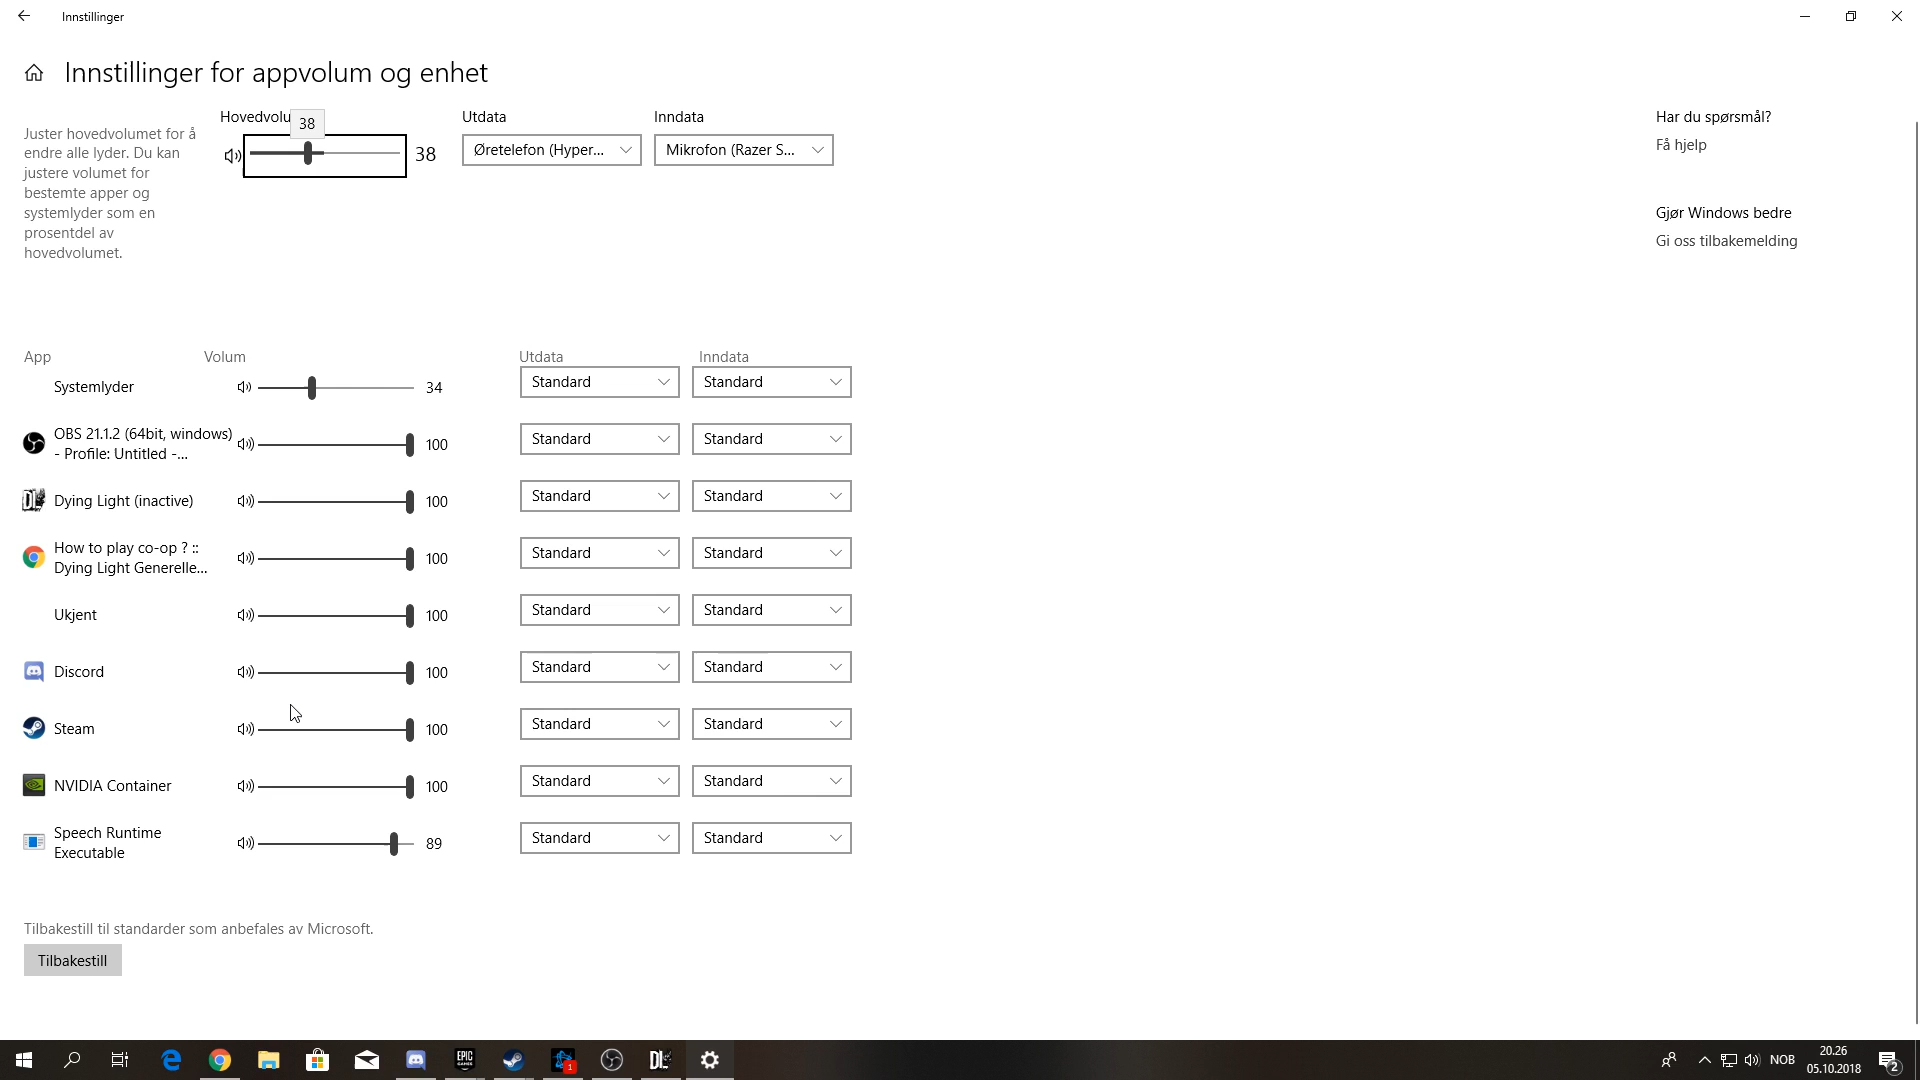 Innstillinger
Innstillinger for appvolum og enhet
Juster hovedvolumet for å
endre alle lyder. Du kan
justere volumet for
bestemte apper og
systemlyder som en
prosentdel av
hovedvolumet.
Hovedvolu
38
38
Utdata
Øretelefon (Hyper...
Inndata
Mikrofon (Razer S...
Har du spørsmål?
Få hjelp
Gjør Windows bedre
Gi oss tilbakemelding
App Volum Utdata Inndata
Systemlyder 34 Standard Standard
OBS 21.1.2 (64bit, windows)
- Profile: Untitled -...
100 Standard Standard
Dying Light (inactive) 100 Standard Standard
How to play co-op ? ::
Dying Light Generelle...
100 Standard Standard
Ukjent 100 Standard Standard
Discord 100 Standard Standard
Steam 100 Standard Standard
NVIDIA Container 100 Standard Standard
Speech Runtime
Executable
89 Standard Standard
Tilbakestill til standarder som anbefales av Microsoft.
Tilbakestill
EPIC
GAMES
1
DL
NOB
20.26
05.10.2018
2